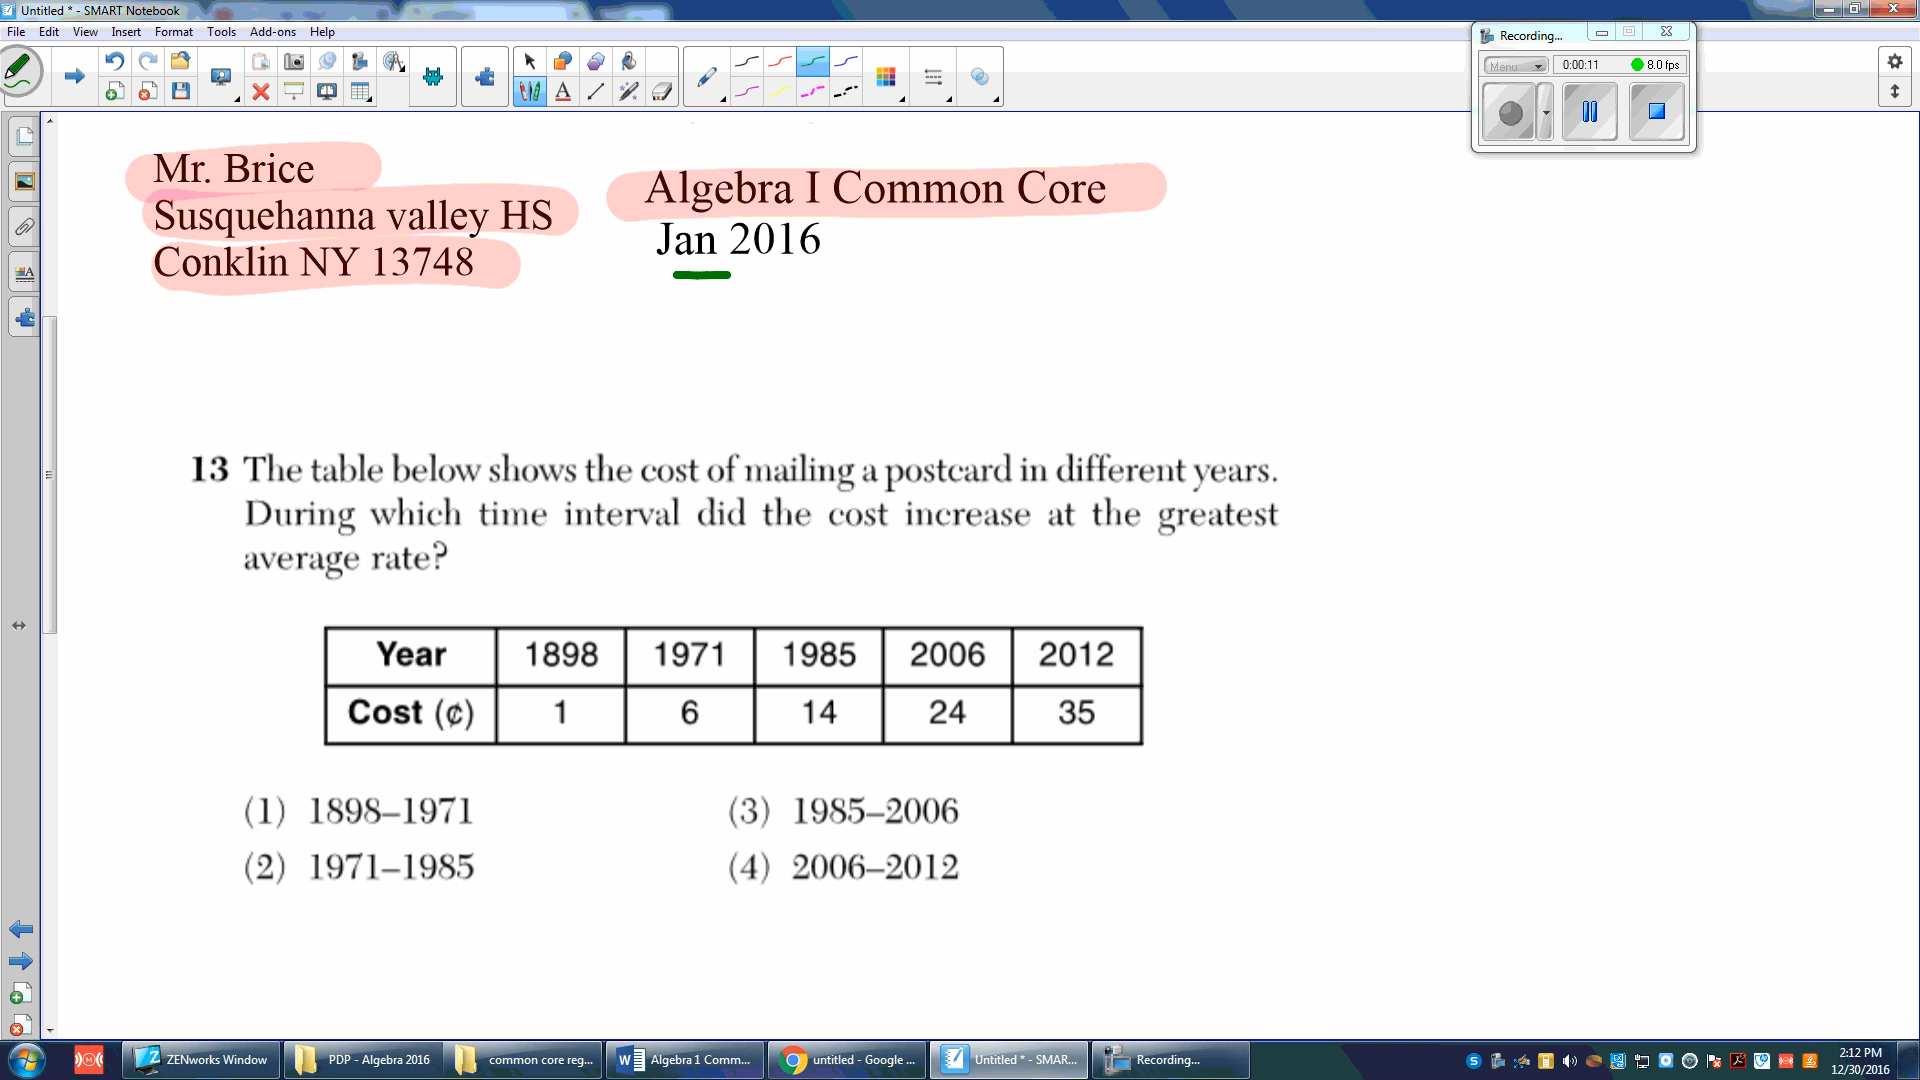 Untitled * - SMART Notebook
File Edit View Insert Format Tools Add-ons Help
Recording...
Menu 0:00:11 8.0 fps
Mr. Brice
Susquehanna valley HS
Conklin NY 13748
Algebra I Common Core
Jan 2016
13 The table below shows the cost of mailing a postcard in different years.
During which time interval did the cost increase at the greatest
average rate?
Year 1898 1971 1985 2006 2012
Cost (¢) 1 6 14 24 35
(1) 1898–1971 (3) 1985–2006
(2) 1971–1985 (4) 2006–2012
ZENworks Window PDP - Algebra 2016 common core reg... Algebra 1 Comm... untitled - Google ... Untitled * - SMAR... Recording...
2:12 PM
12/30/2016